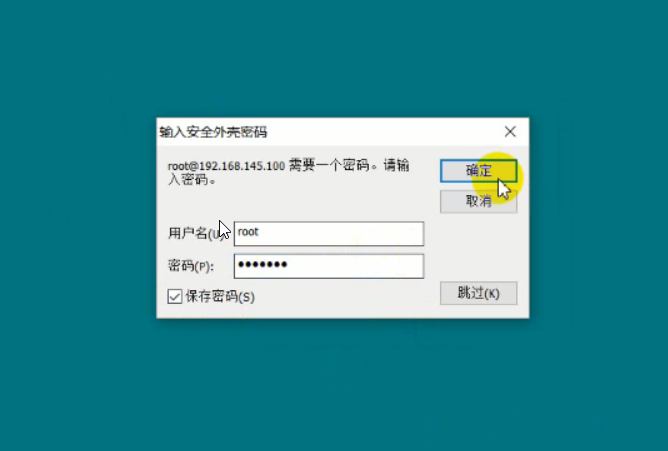 输入安全外壳密码
root@192.168.145.100 需要一个密码。请输
入密码。
确定
取消
用户名(U
root
密码(P):
●●●●●●●
保存密码(S)
跳过(K)